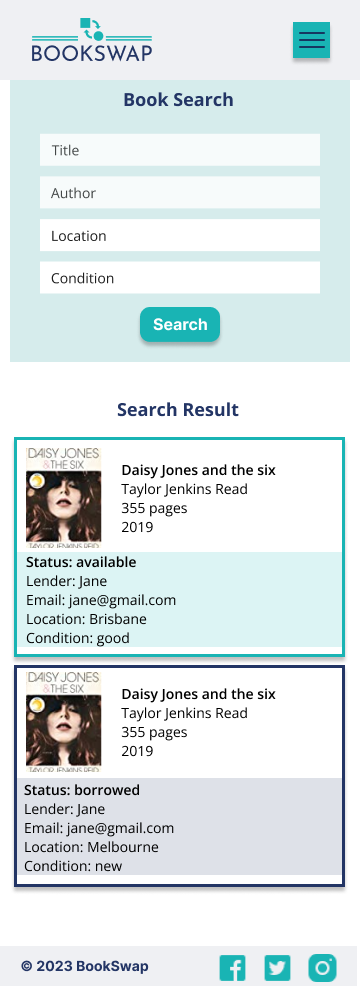 BOOKSWAP
Book Search
Title
Author
Location
Condition
Search
Search Result
DAISY JONES
& THE SIX
TAYLOR JENKINS REID
Daisy Jones and the six
Taylor Jenkins Read
355 pages
2019
Status: available
Lender: Jane
Email: jane@gmail.com
Location: Brisbane
Condition: good
DAISY JONES
& THE SIX
TAYLOR JENKINS REID
Daisy Jones and the six
Taylor Jenkins Read
355 pages
2019
Status: borrowed
Lender: Jane
Email: jane@gmail.com
Location: Melbourne
Condition: new
© 2023 BookSwap